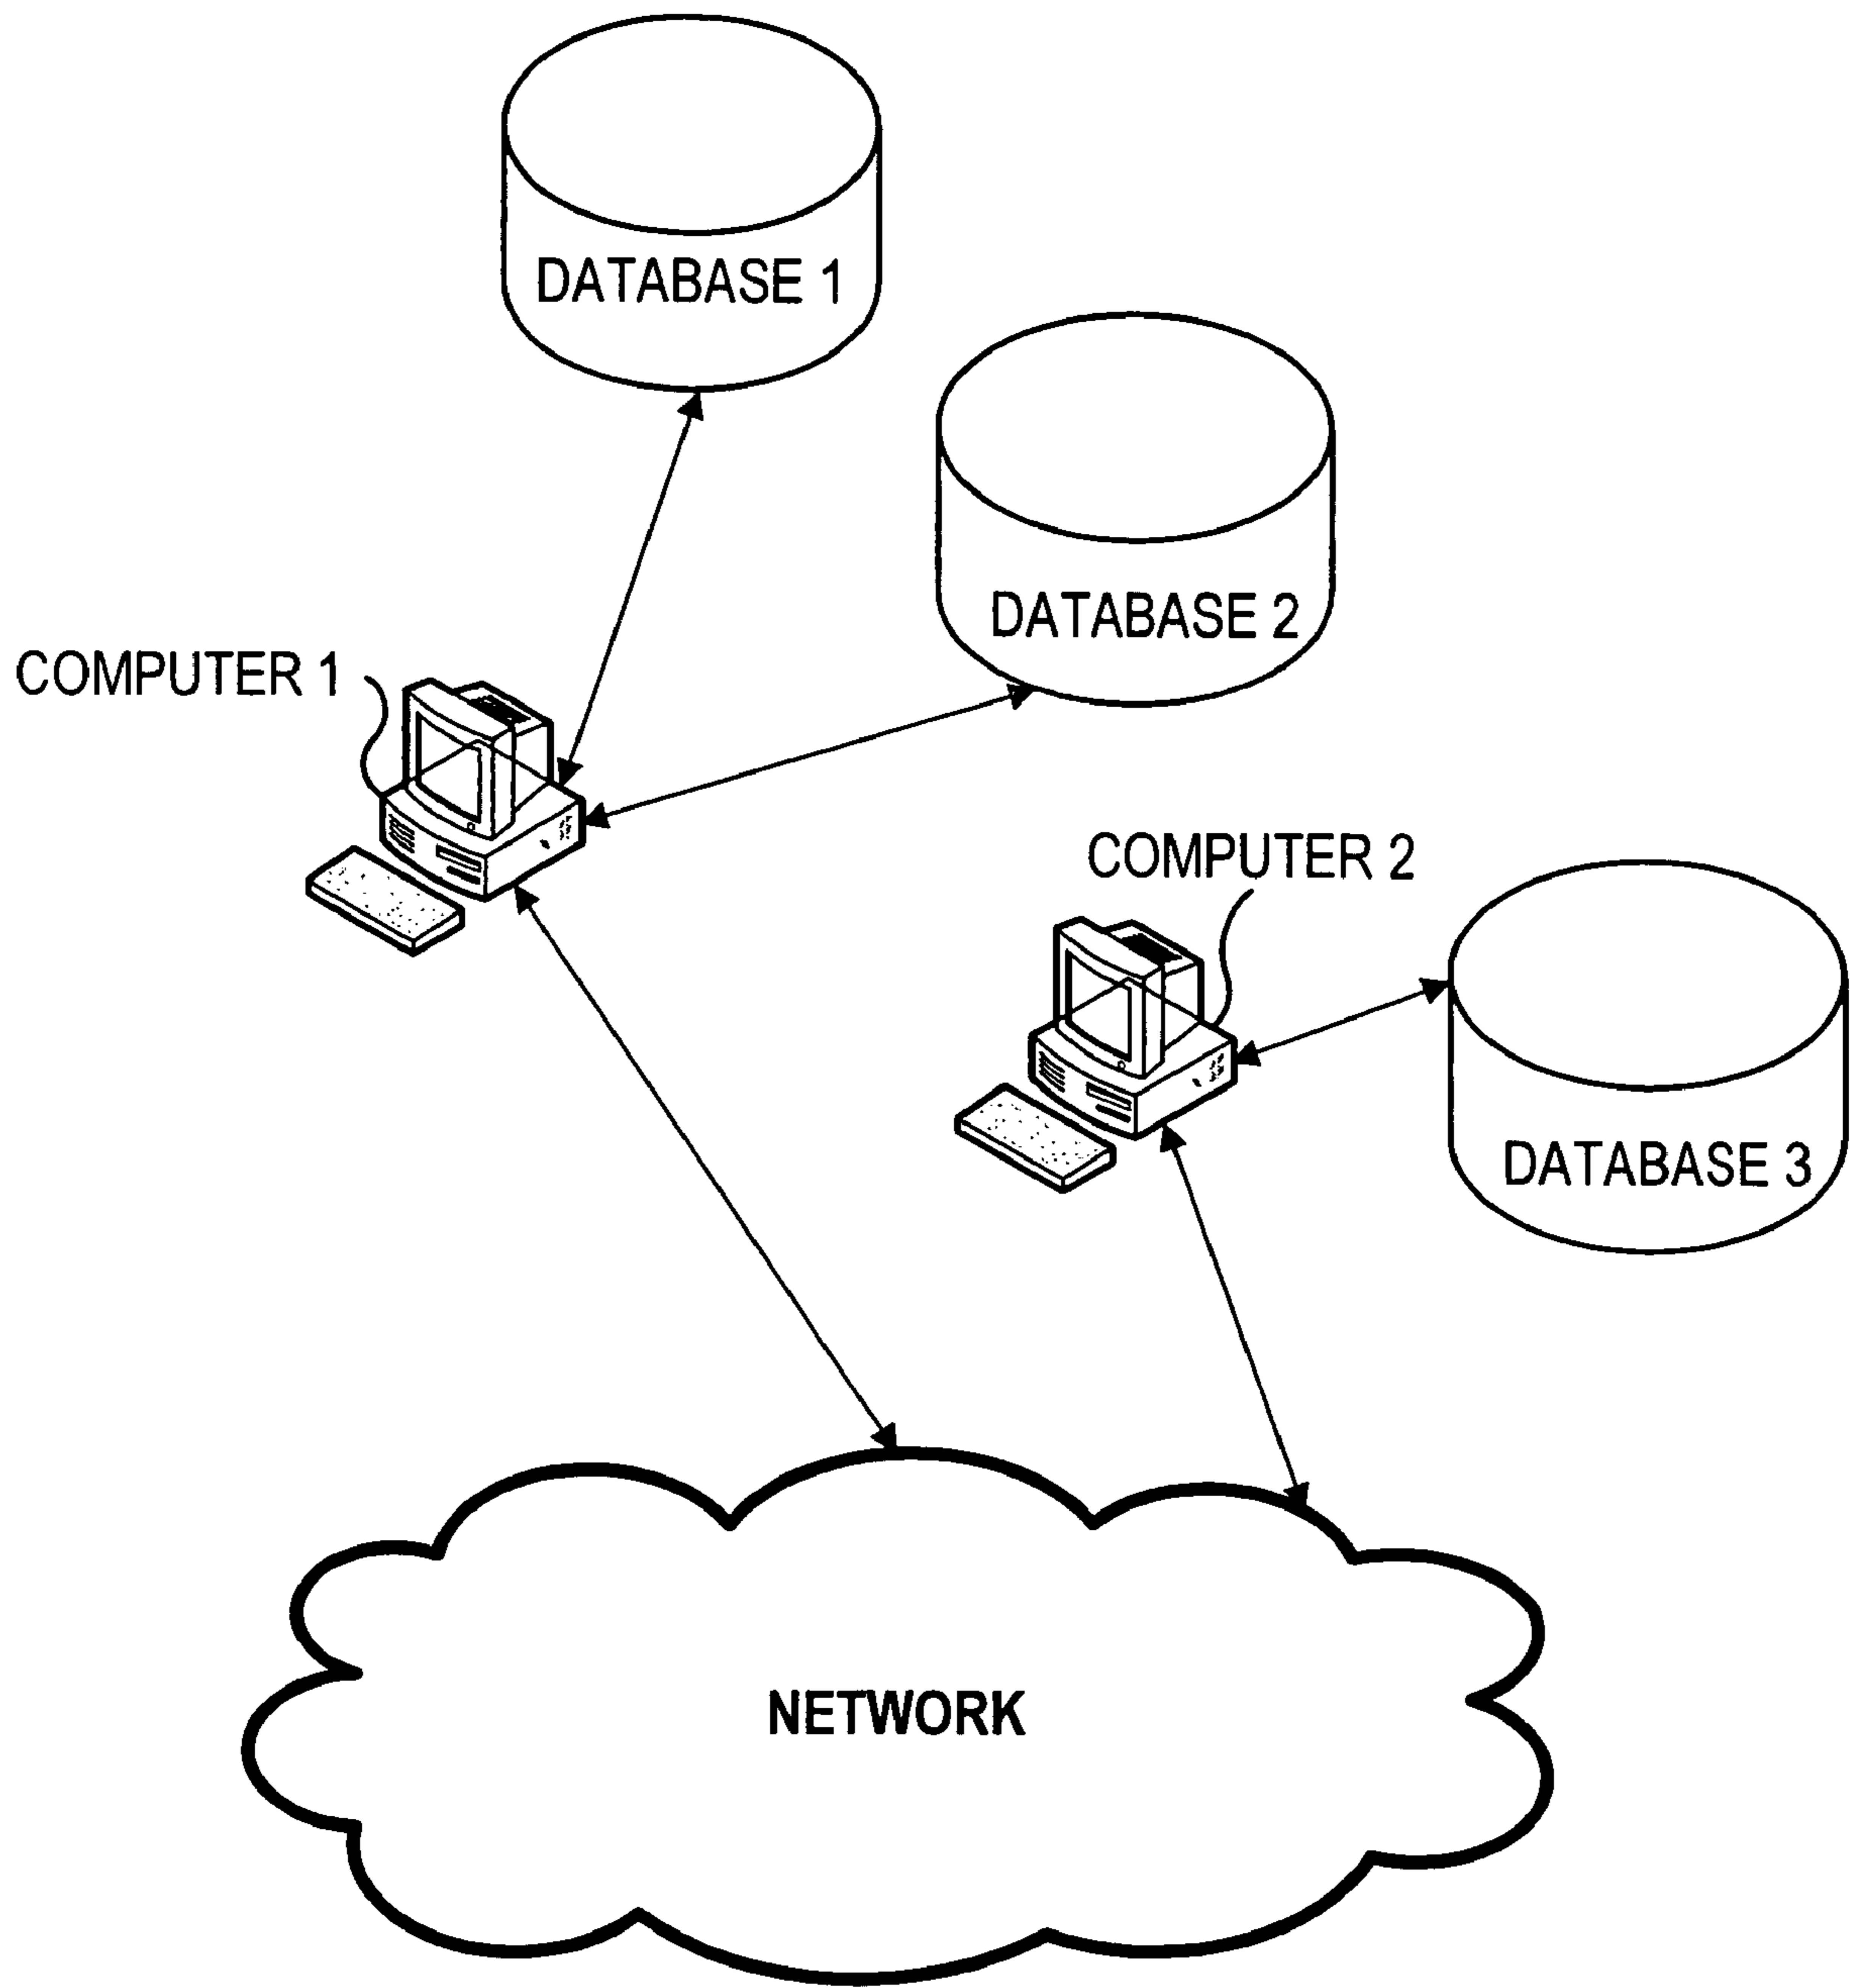 DATABASE 1
DATABASE 2
COMPUTER 1
COMPUTER 2
DATABASE 3
NETWORK